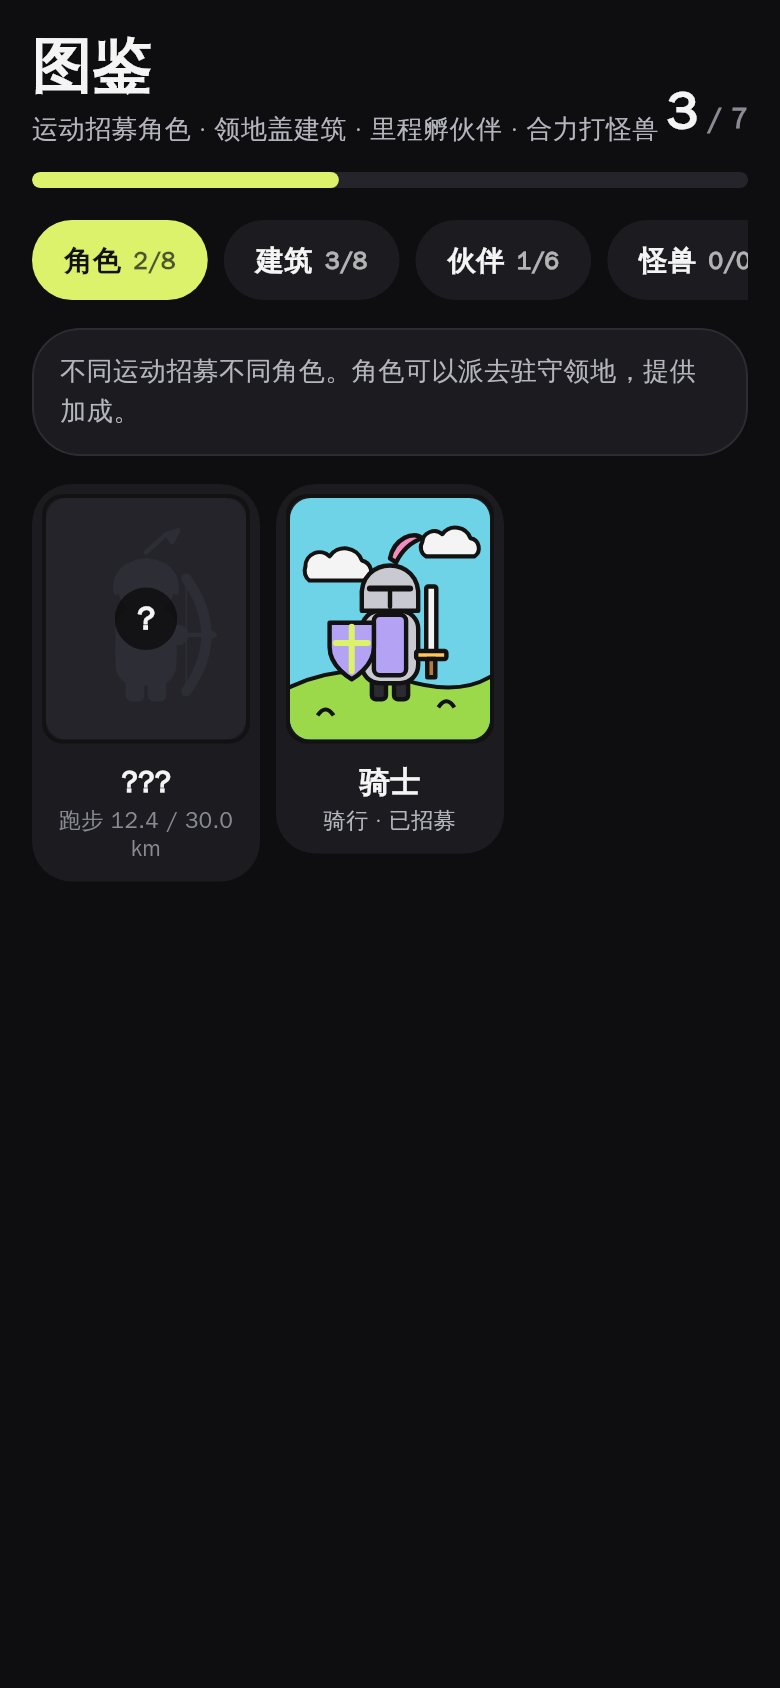 图鉴
运动招募角色 · 领地盖建筑 · 里程孵伙伴 · 合力打怪兽 3 / 7
角色 2/8 建筑 3/8 伙伴 1/6 怪兽 0/0
不同运动招募不同角色。角色可以派去驻守领地，提供
加成。
?
??? 骑士
跑步 12.4 / 30.0 骑行 · 已招募
km